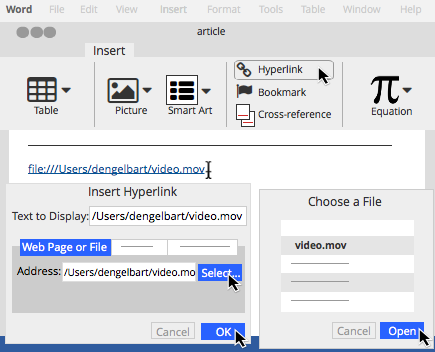 Word File Edit View Insert Format Tools Table Window Help
article
Insert
Table Picture Smart Art Hyperlink Bookmark Cross-reference Equation
file:///Users/dengelbart/video.mov
Insert Hyperlink
Text to Display: /Users/dengelbart/video.mov
Web Page or File
Address: /Users/dengelbart/video.mo Select...
Cancel OK
Choose a File
video.mov
Cancel Open